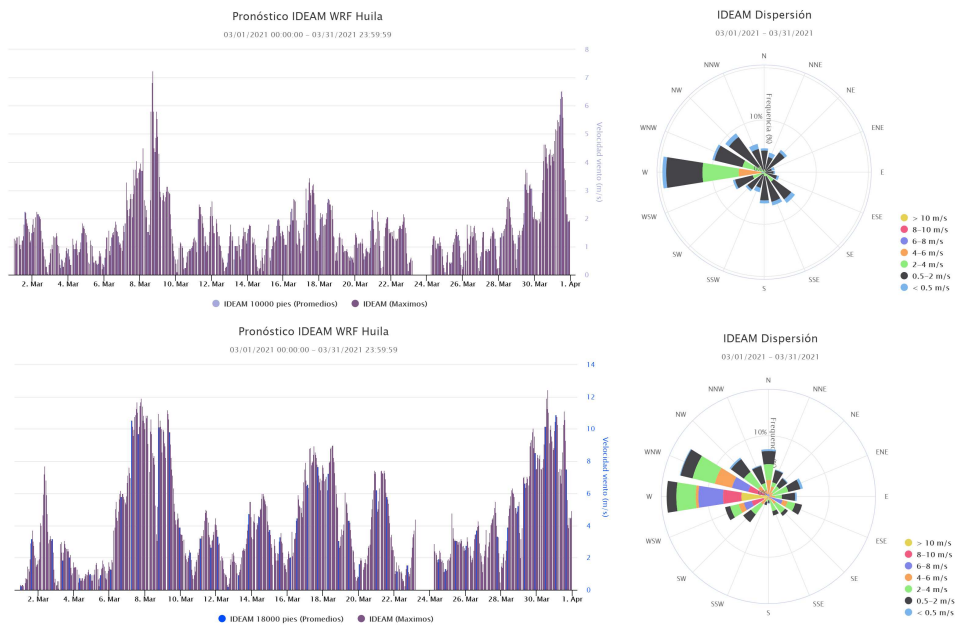 Pronóstico IDEAM WRF Huila
03/01/2021 00:00:00 – 03/31/2021 23:59:59
8
7
6
5
4
3
2
1
0
Velocidad viento (m/s)
2. Mar 4. Mar 6. Mar 8. Mar 10. Mar 12. Mar 14. Mar 16. Mar 18. Mar 20. Mar 22. Mar 24. Mar 26. Mar 28. Mar 30. Mar 1. Apr
IDEAM 10000 pies (Promedios) IDEAM (Maximos)
IDEAM Dispersión
03/01/2021 – 03/31/2021
N
NNE
NE
ENE
E
ESE
SE
SSE
S
SSW
SW
WSW
W
WNW
NW
NNW
10%
Frequencia (%)
> 10 m/s
8–10 m/s
6–8 m/s
4–6 m/s
2–4 m/s
0.5–2 m/s
< 0.5 m/s
Pronóstico IDEAM WRF Huila
03/01/2021 00:00:00 – 03/31/2021 23:59:59
14
12
10
8
6
4
2
0
Velocidad viento (m/s)
2. Mar 4. Mar 6. Mar 8. Mar 10. Mar 12. Mar 14. Mar 16. Mar 18. Mar 20. Mar 22. Mar 24. Mar 26. Mar 28. Mar 30. Mar 1. Apr
IDEAM 18000 pies (Promedios) IDEAM (Maximos)
IDEAM Dispersión
03/01/2021 – 03/31/2021
N
NNE
NE
ENE
E
ESE
SE
SSE
S
SSW
SW
WSW
W
WNW
NW
NNW
10%
> 10 m/s
8–10 m/s
6–8 m/s
4–6 m/s
2–4 m/s
0.5–2 m/s
< 0.5 m/s